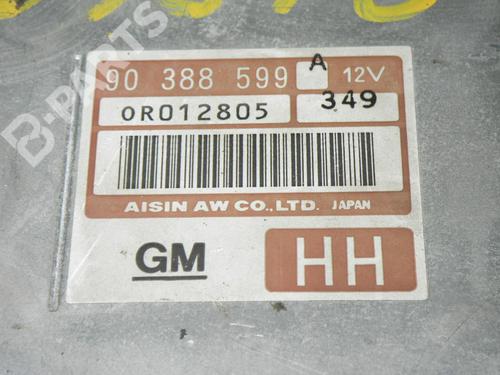 90 388 599 A 12V
0R012805 349
AISIN AW CO.,LTD. JAPAN
GM HH
B-PARTS